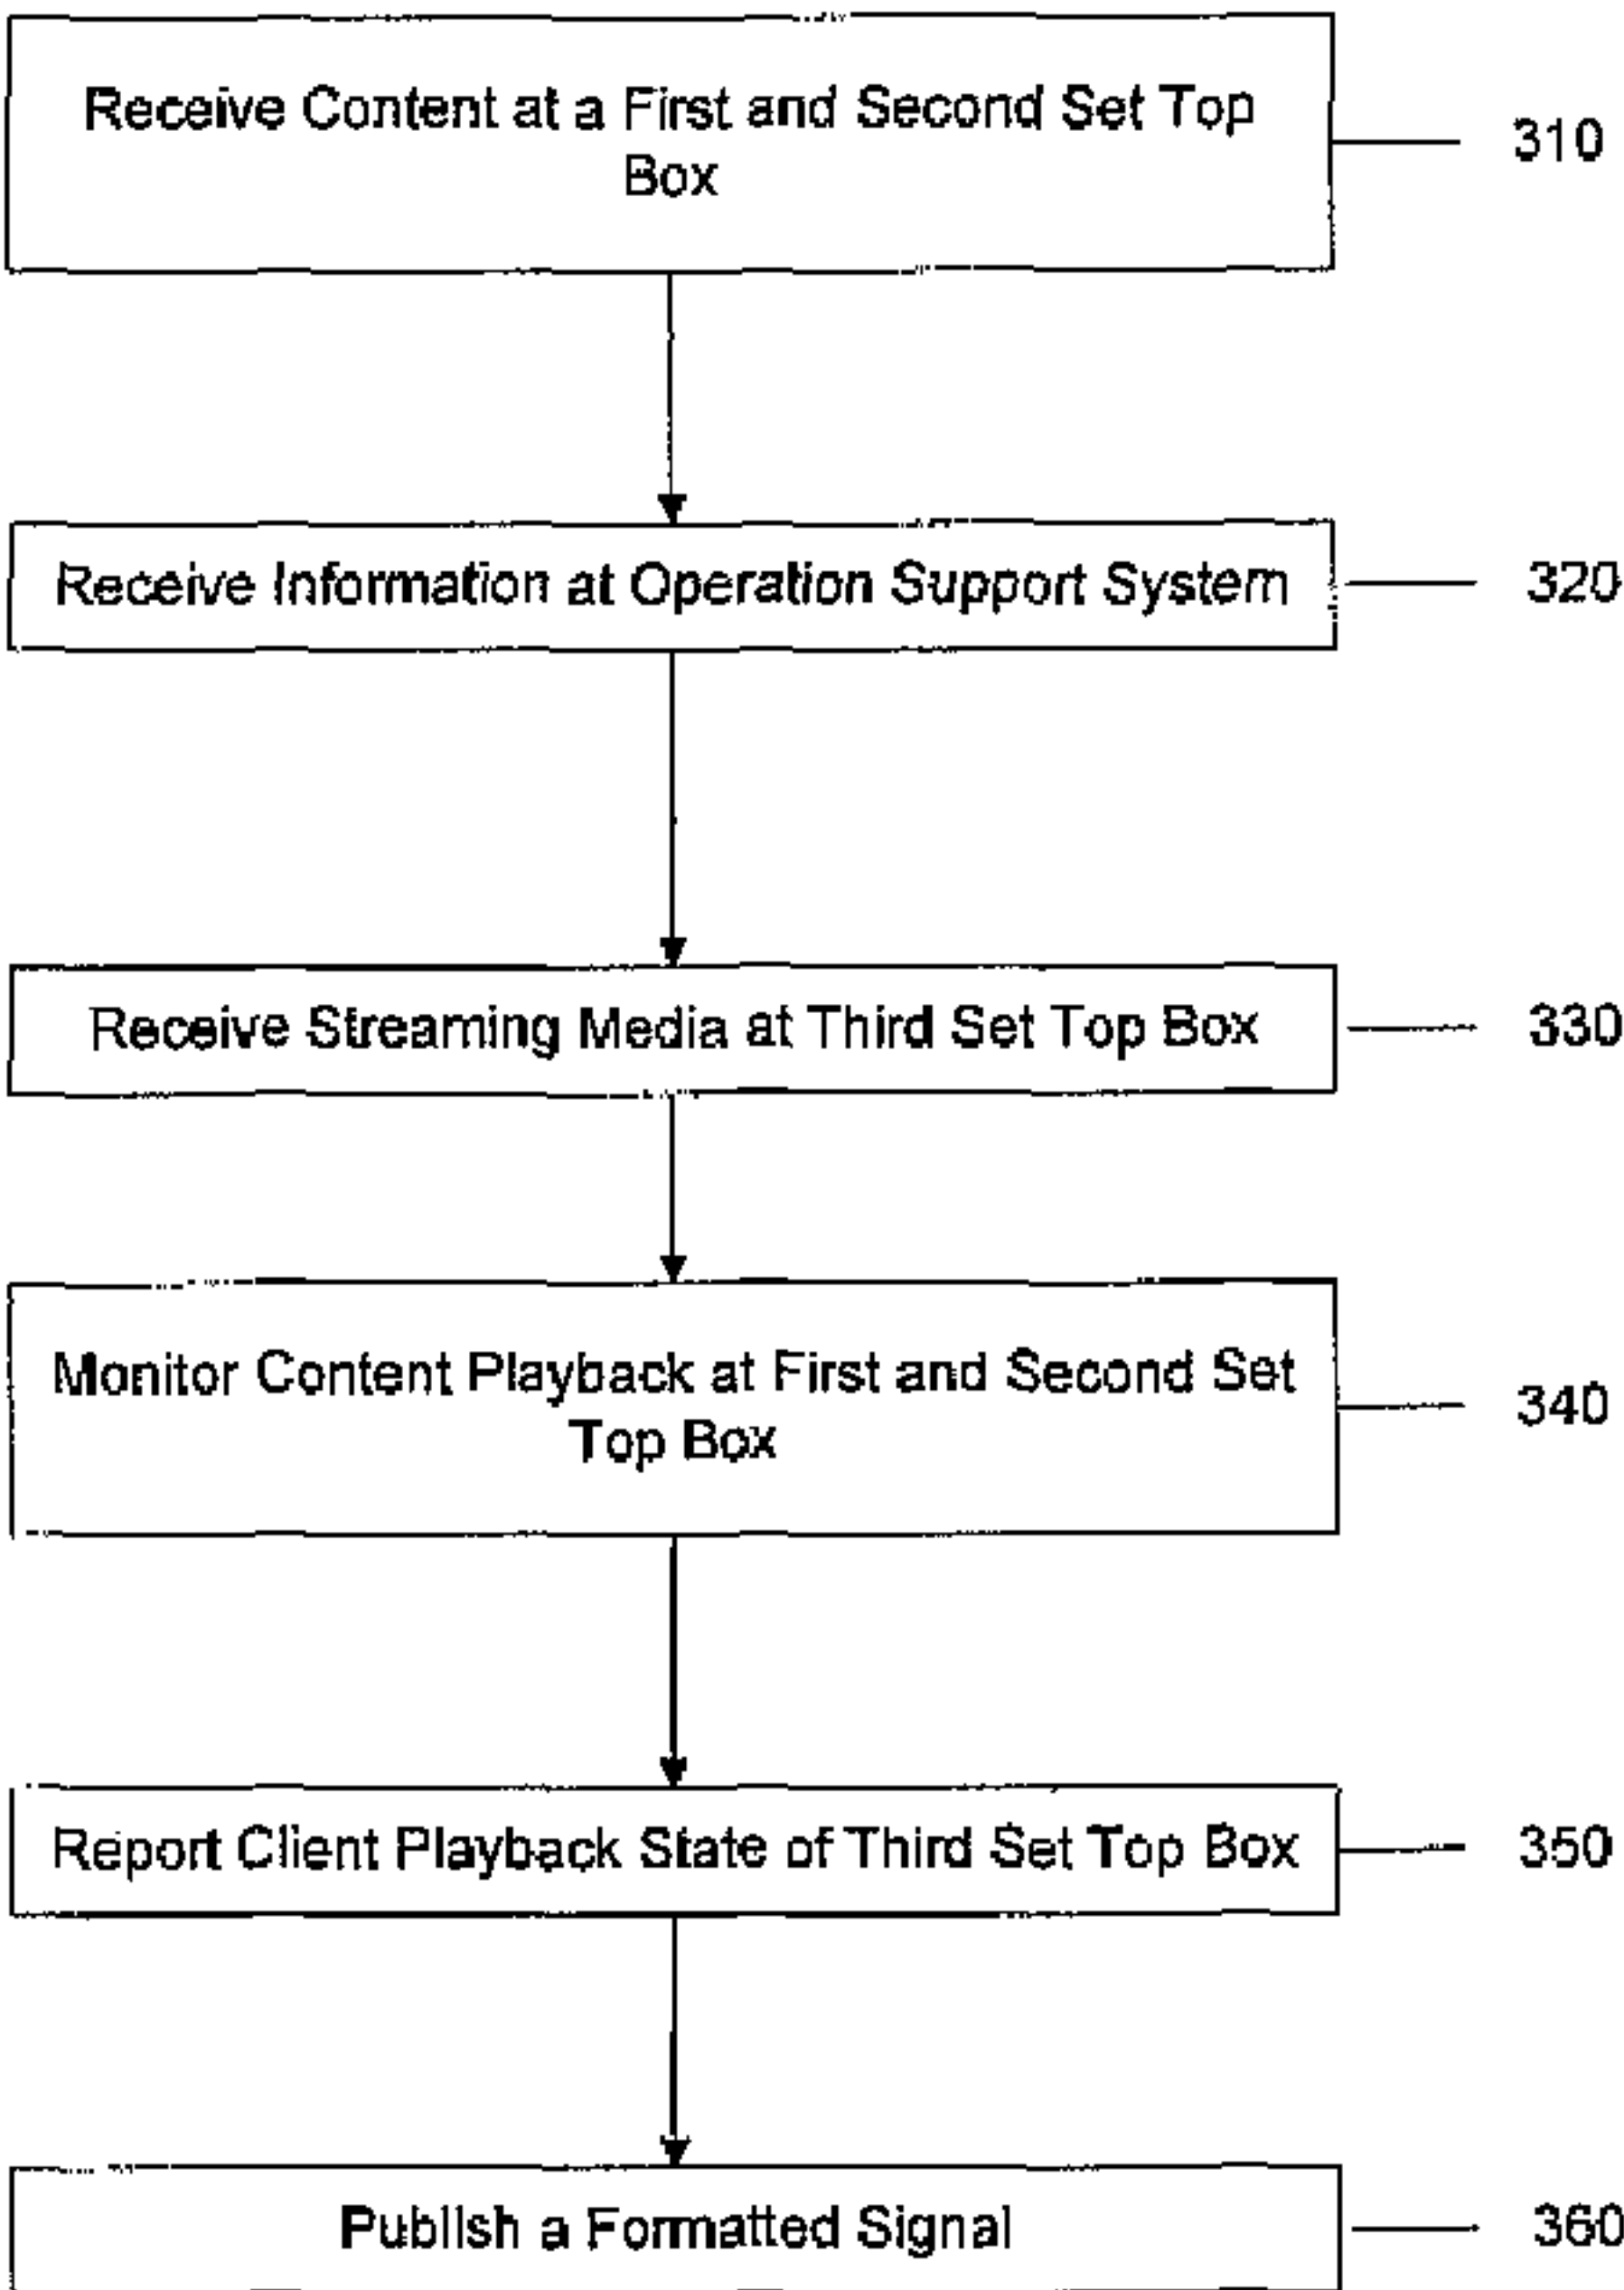 Receive Content at a First and Second Set Top
Box
310
Receive Information at Operation Support System
320
Receive Streaming Media at Third Set Top Box
330
Monitor Content Playback at First and Second Set
Top Box
340
Report Client Playback State of Third Set Top Box
350
Publish a Formatted Signal
360